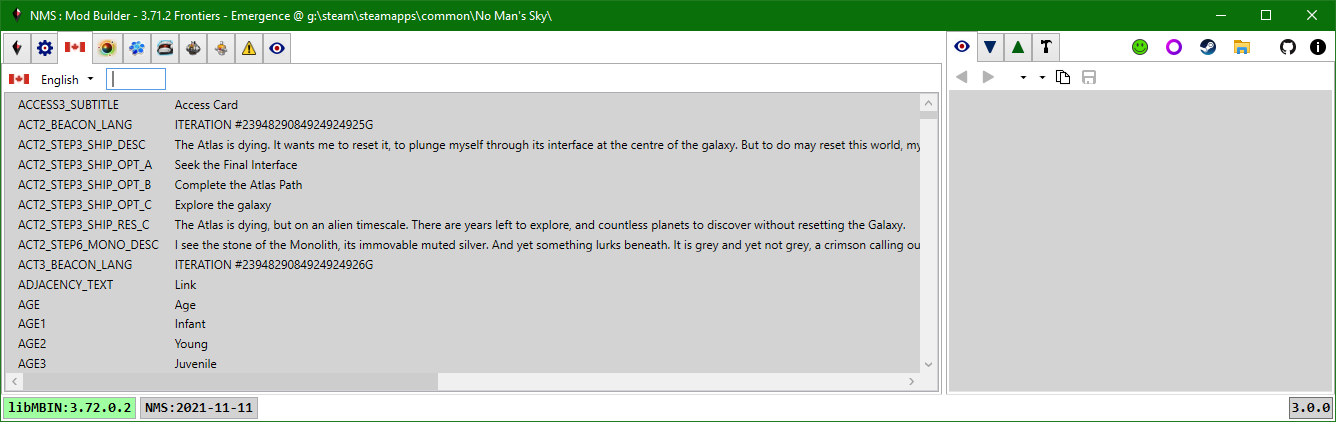 NMS : Mod Builder - 3.71.2 Frontiers - Emergence @ g:\steam\steamapps\common\No Man's Sky\
English
ACCESS3_SUBTITLE Access Card
ACT2_BEACON_LANG ITERATION #2394829084924924925G
ACT2_STEP3_SHIP_DESC The Atlas is dying. It wants me to reset it, to plunge myself through its interface at the centre of the galaxy. But to do may reset this world, my
ACT2_STEP3_SHIP_OPT_A Seek the Final Interface
ACT2_STEP3_SHIP_OPT_B Complete the Atlas Path
ACT2_STEP3_SHIP_OPT_C Explore the galaxy
ACT2_STEP3_SHIP_RES_C The Atlas is dying, but on an alien timescale. There are years left to explore, and countless planets to discover without resetting the Galaxy.
ACT2_STEP6_MONO_DESC I see the stone of the Monolith, its immovable muted silver. And yet something lurks beneath. It is grey and yet not grey, a crimson calling ou
ACT3_BEACON_LANG ITERATION #2394829084924924926G
ADJACENCY_TEXT Link
AGE Age
AGE1 Infant
AGE2 Young
AGE3 Juvenile
libMBIN:3.72.0.2 NMS:2021-11-11 3.0.0